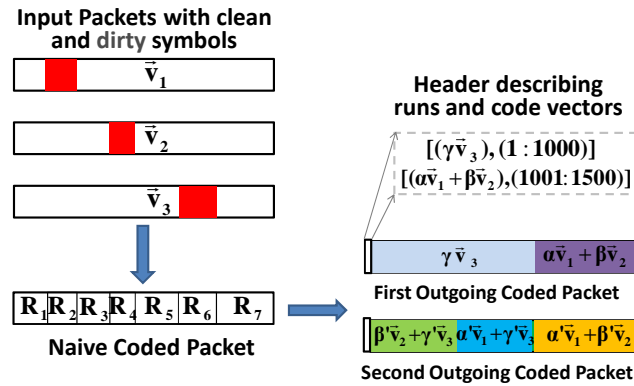 Input Packets with clean
and dirty symbols
v⃗₁
v⃗₂
v⃗₃
R₁ R₂ R₃ R₄ R₅ R₆ R₇
Naive Coded Packet
Header describing
runs and code vectors
[(γv⃗₃),(1:1000)]
[(αv⃗₁+βv⃗₂),(1001:1500)]
γv⃗₃ αv⃗₁+βv⃗₂
First Outgoing Coded Packet
β'v⃗₂+γ'v⃗₃ α'v⃗₁+γ'v⃗₃ α'v⃗₁+β'v⃗₂
Second Outgoing Coded Packet